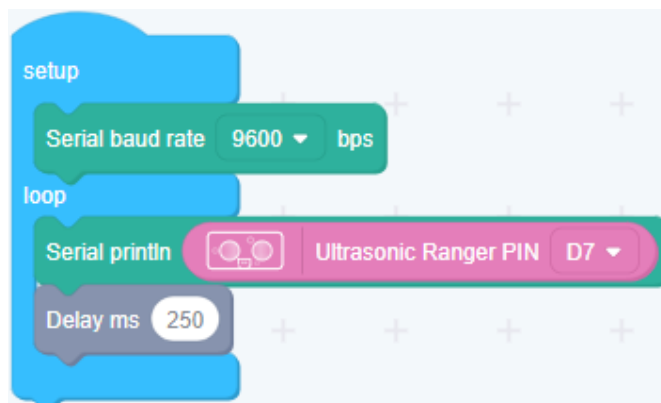 setup
Serial baud rate 9600 bps
loop
Serial println Ultrasonic Ranger PIN D7
Delay ms 250